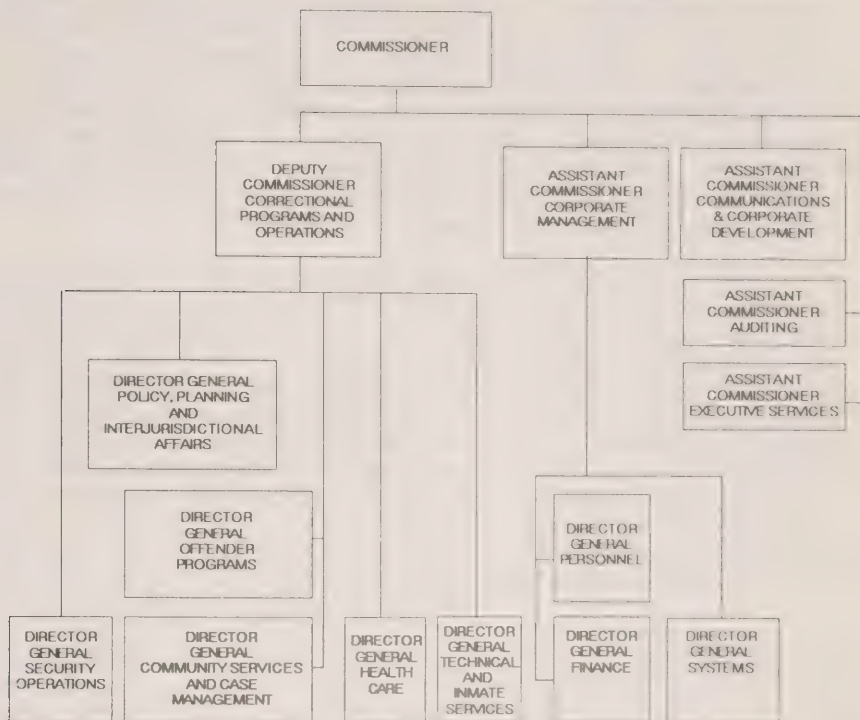 COMMISSIONER
DEPUTY
COMMISSIONER
CORRECTIONAL
PROGRAMS AND
OPERATIONS
ASSISTANT
COMMISSIONER
CORPORATE
MANAGEMENT
ASSISTANT
COMMISSIONER
COMMUNICATIONS
& CORPORATE
DEVELOPMENT
ASSISTANT
COMMISSIONER
AUDITING
ASSISTANT
COMMISSIONER
EXECUTIVE SERVICES
DIRECTOR GENERAL
POLICY, PLANNING
AND
INTERJURISDICTIONAL
AFFAIRS
DIRECTOR
GENERAL
OFFENDER
PROGRAMS
DIRECTOR
GENERAL
PERSONNEL
DIRECTOR
GENERAL
SECURITY
OPERATIONS
DIRECTOR
GENERAL
COMMUNITY SERVICES
AND CASE
MANAGEMENT
DIRECTOR
GENERAL
HEALTH
CARE
DIRECTOR
GENERAL
TECHNICAL
AND
INMATE
SERVICES
DIRECTOR
GENERAL
FINANCE
DIRECTOR
GENERAL
SYSTEMS